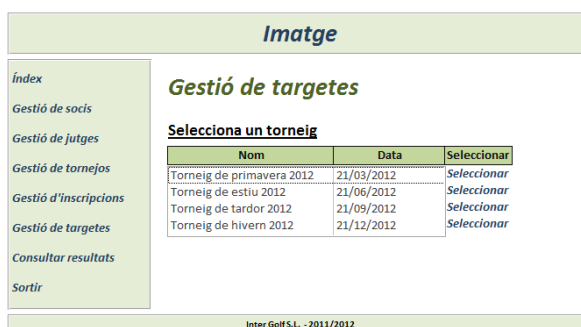 Imatge
Índex
Gestió de socis
Gestió de jutges
Gestió de tornejos
Gestió d'inscripcions
Gestió de targetes
Consultar resultats
Sortir
Gestió de targetes
Selecciona un torneig
Nom Data Seleccionar
Torneig de primavera 2012 21/03/2012 Seleccionar
Torneig de estiu 2012 21/06/2012 Seleccionar
Torneig de tardor 2012 21/09/2012 Seleccionar
Torneig de hivern 2012 21/12/2012 Seleccionar
Inter Golf S.L. - 2011/2012